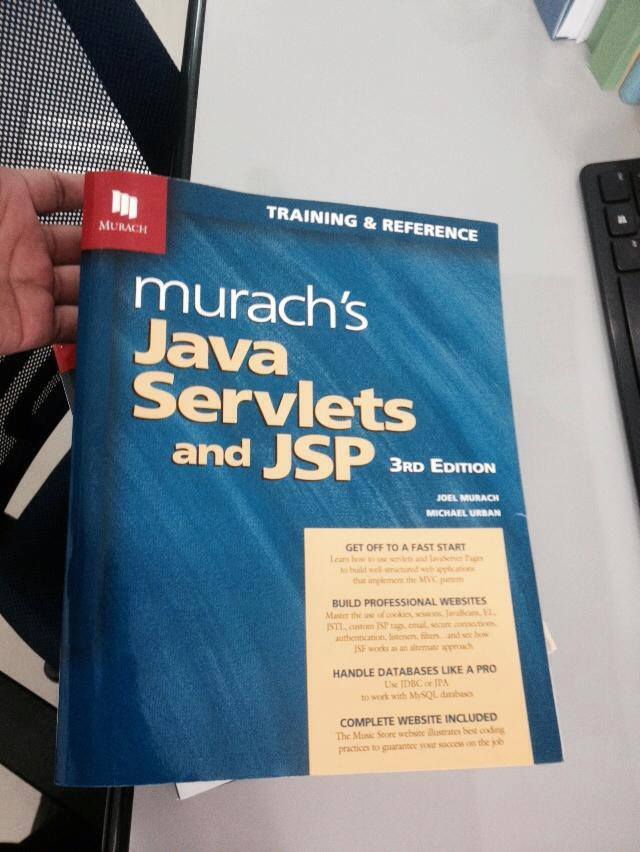 MURACH
TRAINING & REFERENCE
murach's
Java
Servlets
and JSP
3RD EDITION
JOEL MURACH
MICHAEL URBAN
GET OFF TO A FAST START
Learn how to use servlets and JavaServer Pages
to build well-structured web applications
that implement the MVC pattern
BUILD PROFESSIONAL WEBSITES
Master the use of cookies, sessions, JavaBeans, EL,
JSTL, custom JSP tags, email, secure connections,
authentication, listeners, filters...and see how
JSF works as an alternate approach
HANDLE DATABASES LIKE A PRO
Use JDBC or JPA
to work with MySQL databases
COMPLETE WEBSITE INCLUDED
The Music Store website illustrates best coding
practices to guarantee your success on the job